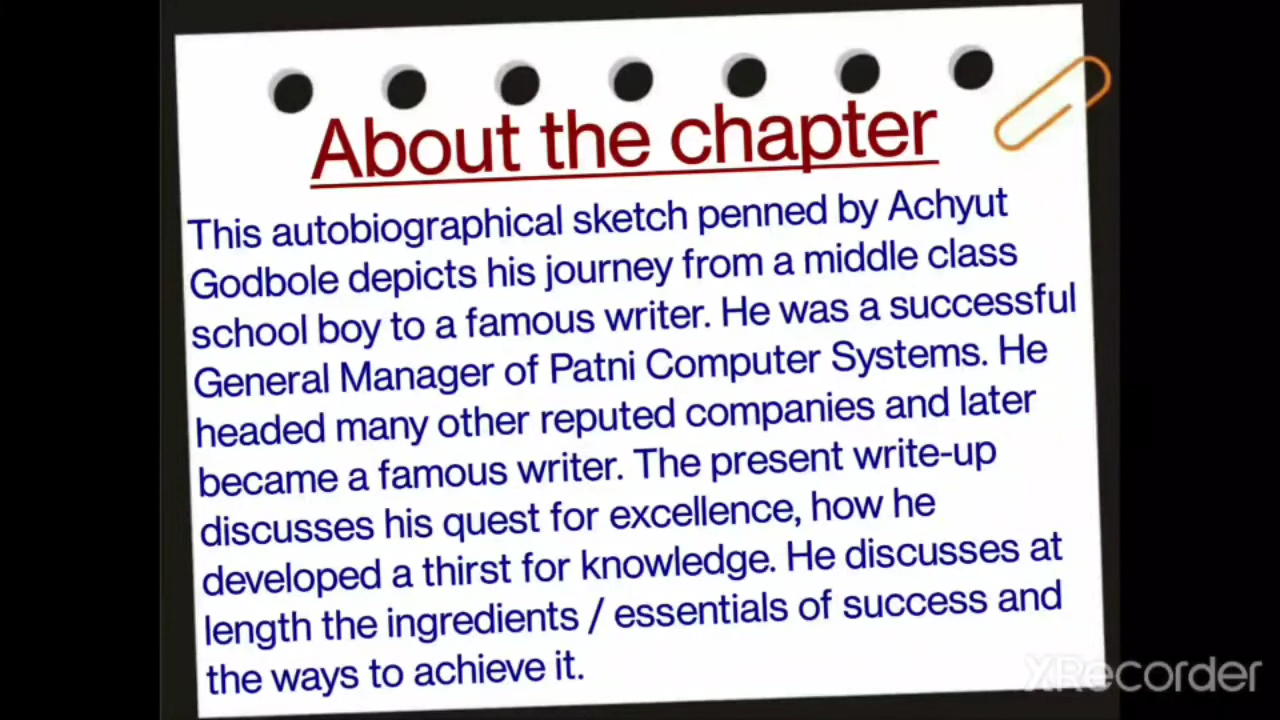 About the chapter
This autobiographical sketch penned by Achyut
Godbole depicts his journey from a middle class
school boy to a famous writer. He was a successful
General Manager of Patni Computer Systems. He
headed many other reputed companies and later
became a famous writer. The present write-up
discusses his quest for excellence, how he
developed a thirst for knowledge. He discusses at
length the ingredients / essentials of success and
the ways to achieve it.
XRecorder